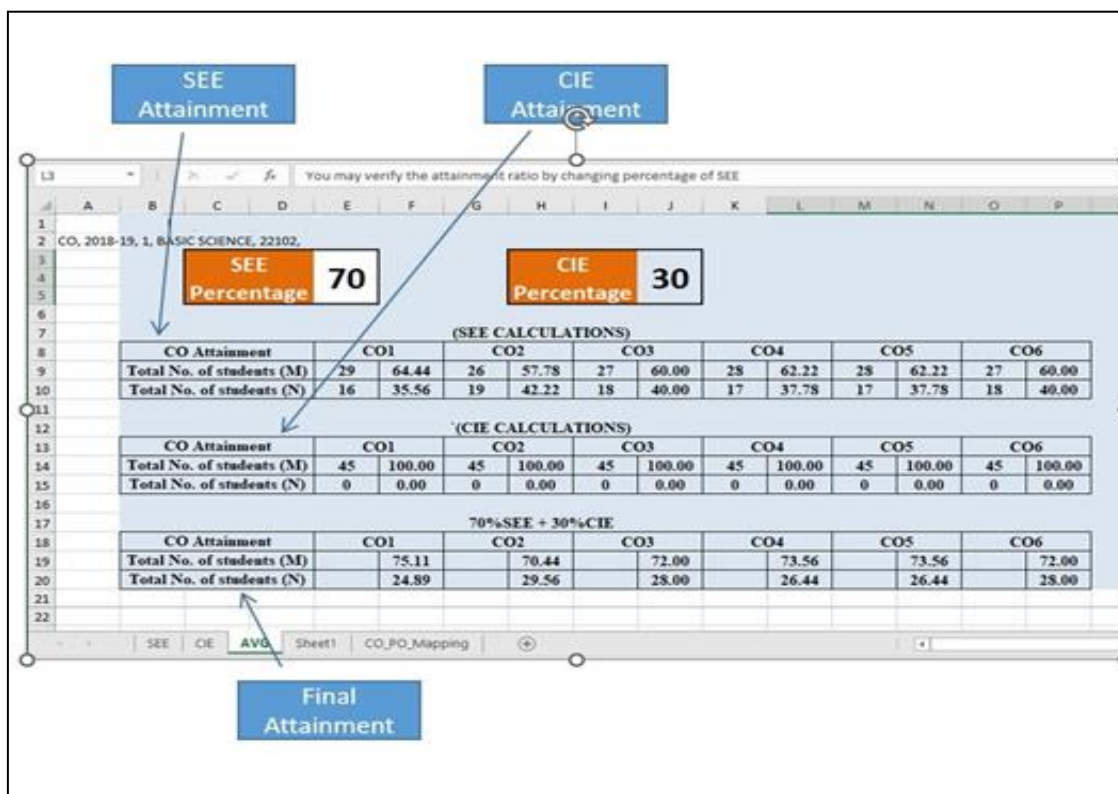 SEE
Attainment
CIE
Attainment
L3 fx You may verify the attainment ratio by changing percentage of SEE
A B C D E F G H I J K L M N O P
1
2 CO, 2018-19, 1, BASIC SCIENCE, 22102,
3 SEE CIE
4 70 30
5 Percentage Percentage
6
7 (SEE CALCULATIONS)
8 CO Attainment CO1 CO2 CO3 CO4 CO5 CO6
9 Total No. of students (M) 29 64.44 26 57.78 27 60.00 28 62.22 28 62.22 27 60.00
10 Total No. of students (N) 16 35.56 19 42.22 18 40.00 17 37.78 17 37.78 18 40.00
11
12 `(CIE CALCULATIONS)
13 CO Attainment CO1 CO2 CO3 CO4 CO5 CO6
14 Total No. of students (M) 45 100.00 45 100.00 45 100.00 45 100.00 45 100.00 45 100.00
15 Total No. of students (N) 0 0.00 0 0.00 0 0.00 0 0.00 0 0.00 0 0.00
16
17 70%SEE + 30%CIE
18 CO Attainment CO1 CO2 CO3 CO4 CO5 CO6
19 Total No. of students (M) 75.11 70.44 72.00 73.56 73.56 72.00
20 Total No. of students (N) 24.89 29.56 28.00 26.44 26.44 28.00
21
22
SEE CIE AVG Sheet1 CO_PO_Mapping
Final
Attainment